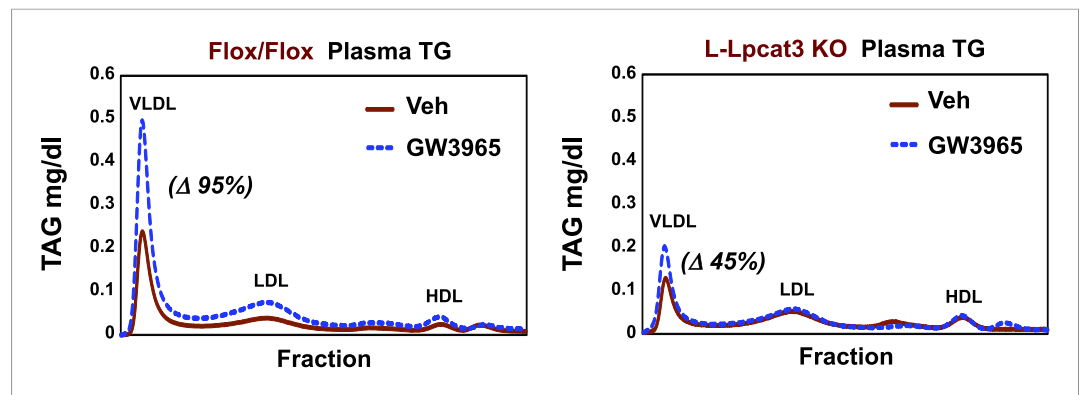 Flox/Flox Plasma TG
0.6
0.5
0.4
0.3
0.2
0.1
0
TAG mg/dl
VLDL
(Δ 95%)
LDL
HDL
Veh
GW3965
Fraction
L-Lpcat3 KO Plasma TG
0.6
0.5
0.4
0.3
0.2
0.1
0
TAG mg/dl
VLDL
(Δ 45%)
LDL
HDL
Veh
GW3965
Fraction